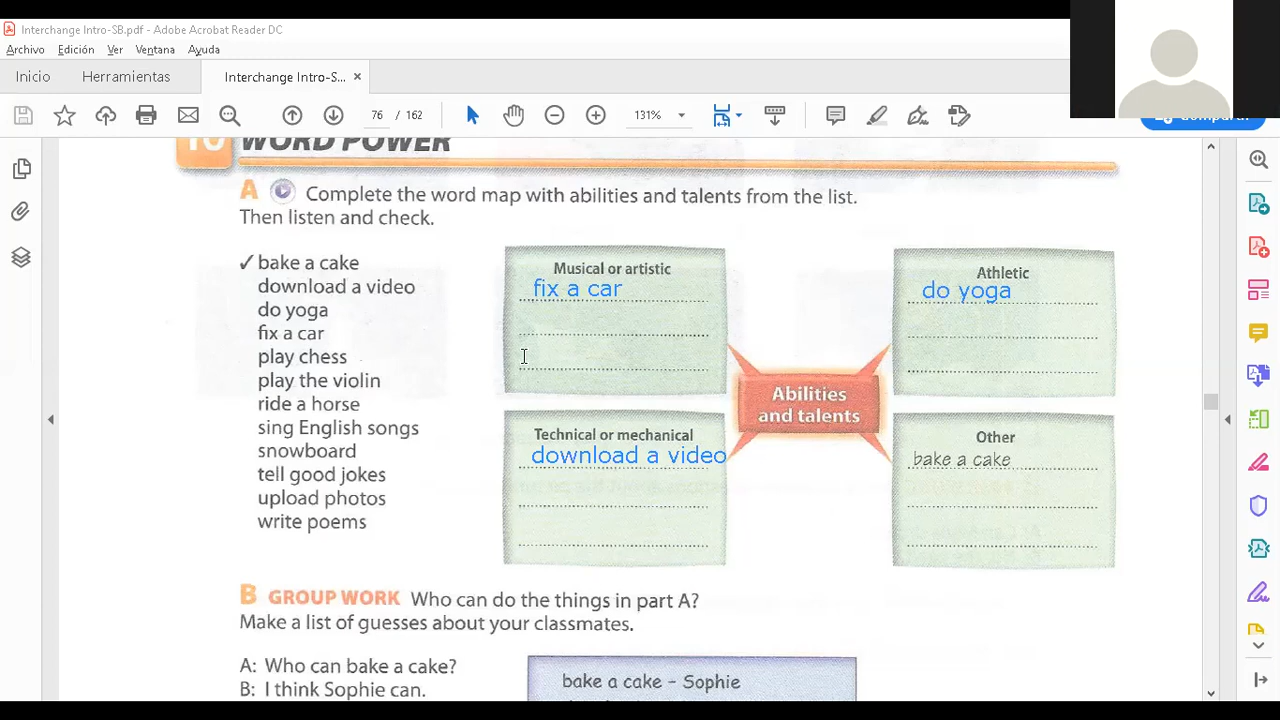 Interchange Intro-SB.pdf - Adobe Acrobat Reader DC
Archivo Edición Ver Ventana Ayuda
Inicio Herramientas Interchange Intro-S... ×
76 / 162 131%
10 WORD POWER
A Complete the word map with abilities and talents from the list.
Then listen and check.
✓ bake a cake
download a video
do yoga
fix a car
play chess
play the violin
ride a horse
sing English songs
snowboard
tell good jokes
upload photos
write poems
Musical or artistic
fix a car
Athletic
do yoga
Abilities
and talents
Technical or mechanical
download a video
Other
bake a cake
B GROUP WORK Who can do the things in part A?
Make a list of guesses about your classmates.
A: Who can bake a cake?
B: I think Sophie can.
bake a cake – Sophie